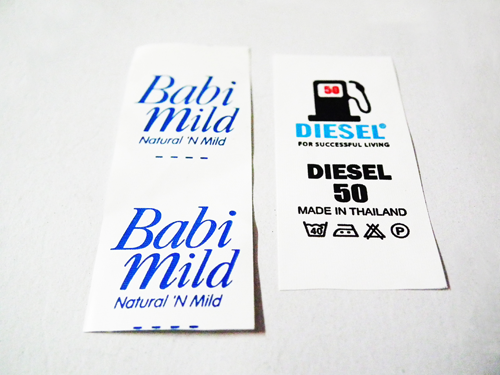 Babi
mild
Natural 'N Mild
Babi
mild
Natural 'N Mild
50
DIESEL®
FOR SUCCESSFUL LIVING
DIESEL
50
MADE IN THAILAND
40 P